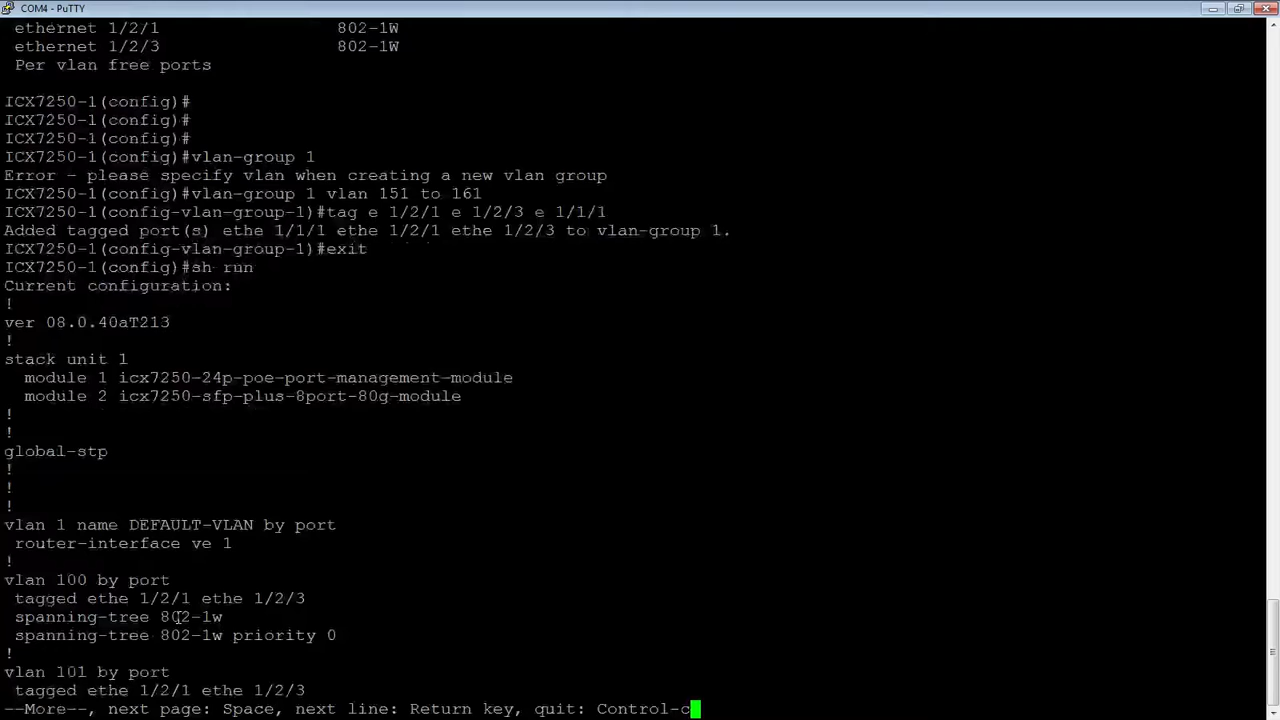 COM4 - PuTTY
ethernet 1/2/1                    802-1W
ethernet 1/2/3                    802-1W
Per vlan free ports
ICX7250-1(config)#
ICX7250-1(config)#
ICX7250-1(config)#
ICX7250-1(config)#vlan-group 1
Error - please specify vlan when creating a new vlan group
ICX7250-1(config)#vlan-group 1 vlan 151 to 161
ICX7250-1(config-vlan-group-1)#tag e 1/2/1 e 1/2/3 e 1/1/1
Added tagged port(s) ethe 1/1/1 ethe 1/2/1 ethe 1/2/3 to vlan-group 1.
ICX7250-1(config-vlan-group-1)#exit
ICX7250-1(config)#sh run
Current configuration:
!
ver 08.0.40aT213
!
stack unit 1
  module 1 icx7250-24p-poe-port-management-module
  module 2 icx7250-sfp-plus-8port-80g-module
!
!
global-stp
!
!
!
vlan 1 name DEFAULT-VLAN by port
 router-interface ve 1
!
vlan 100 by port
 tagged ethe 1/2/1 ethe 1/2/3
 spanning-tree 802-1w
 spanning-tree 802-1w priority 0
!
vlan 101 by port
 tagged ethe 1/2/1 ethe 1/2/3
--More--, next page: Space, next line: Return key, quit: Control-c